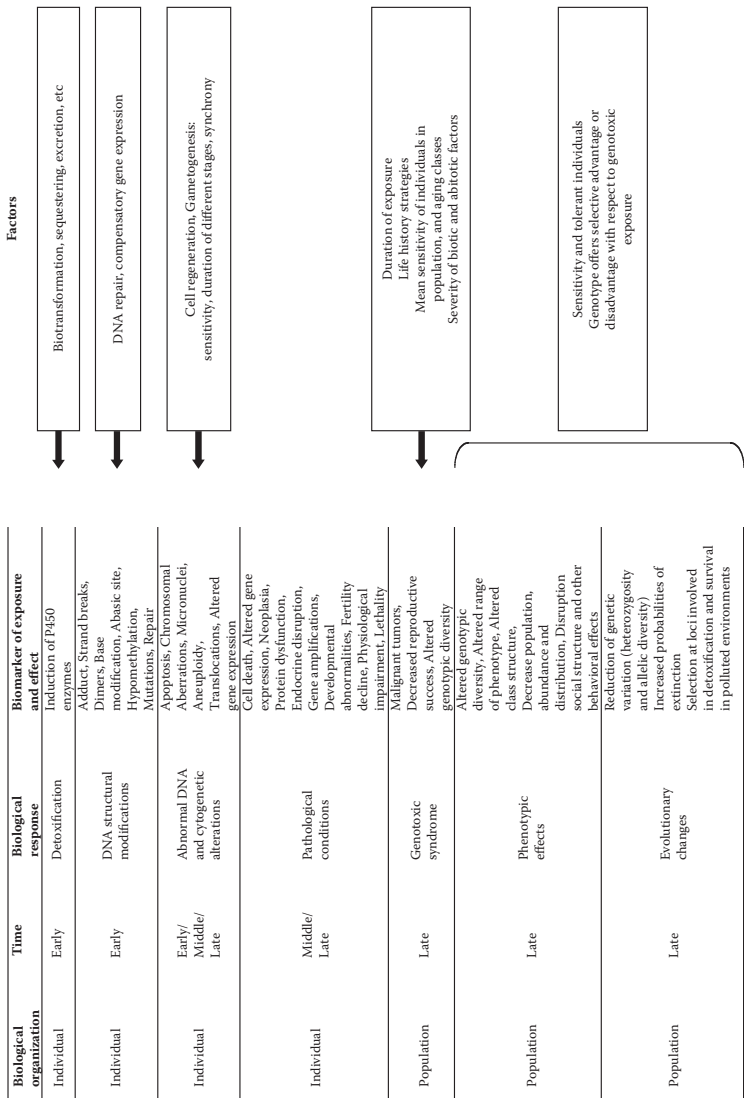 Factors
Biological
organization
Time
Biological
response
Biomarker of exposure
and effect
Individual
Early
Detoxification
Induction of P450
enzymes
Biotransformation, sequestering, excretion, etc
Individual
Early
DNA structural
modifications
Adduct, Strand breaks,
Dimers, Base
modification, Abasic site,
Hypomethylation,
Mutations, Repair
DNA repair, compensatory gene expression
Individual
Early/
Middle/
Late
Abnormal DNA
and cytogenetic
alterations
Apoptosis, Chromosomal
Aberrations, Micronuclei,
Aneuploidy,
Translocations, Altered
gene expression
Cell regeneration, Gametogenesis:
sensitivity, duration of different stages, synchrony
Individual
Middle/
Late
Pathological
conditions
Cell death, Altered gene
expression, Neoplasia,
Protein dysfunction,
Endocrine disruption,
Gene amplifications,
Developmental
abnormalities, Fertility
decline, Physiological
impairment, Lethality
Population
Late
Genotoxic
syndrome
Malignant tumors,
Decreased reproductive
success, Altered
genotypic diversity
Duration of exposure
Life history strategies
Mean sensitivity of individuals in
population, and aging classes
Severity of biotic and abitotic factors
Population
Late
Phenotypic
effects
Altered genotypic
diversity, Altered range
of phenotype, Altered
class structure,
Decrease population,
abundance and
distribution, Disruption
social structure and other
behavioral effects
Sensitivity and tolerant individuals
Genotype offers selective advantage or
disadvantage with respect to genotoxic
exposure
Population
Late
Evolutionary
changes
Reduction of genetic
variation (heterozygosity
and allelic diversity)
Increased probabilities of
extinction
Selection at loci involved
in detoxification and survival
in polluted environments